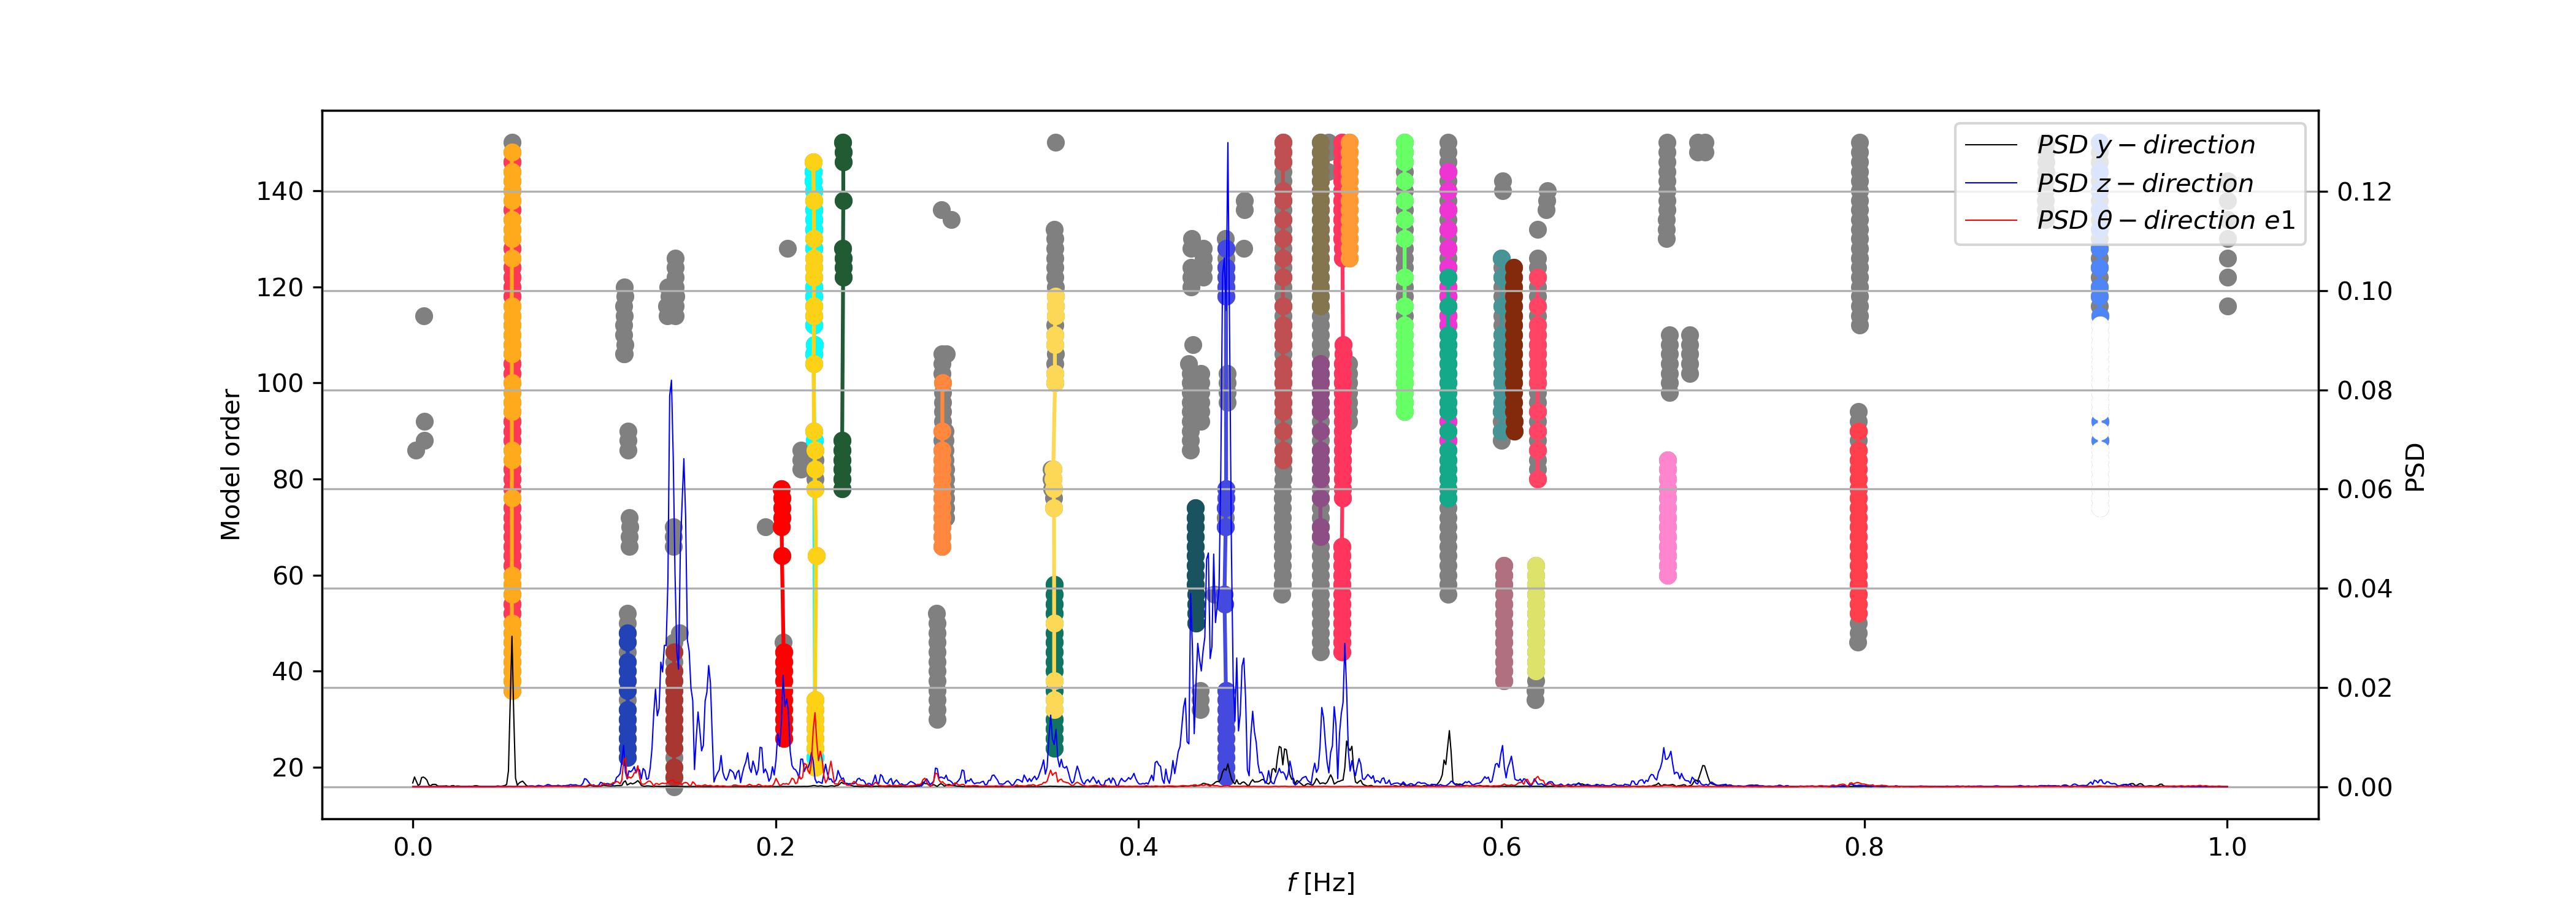 PSD y − direction
PSD z − direction
PSD θ − direction e1
140
120
100
80
60
40
20
Model order
0.12
0.10
0.08
0.06
0.04
0.02
0.00
PSD
0.0 0.2 0.4 0.6 0.8 1.0
f [Hz]